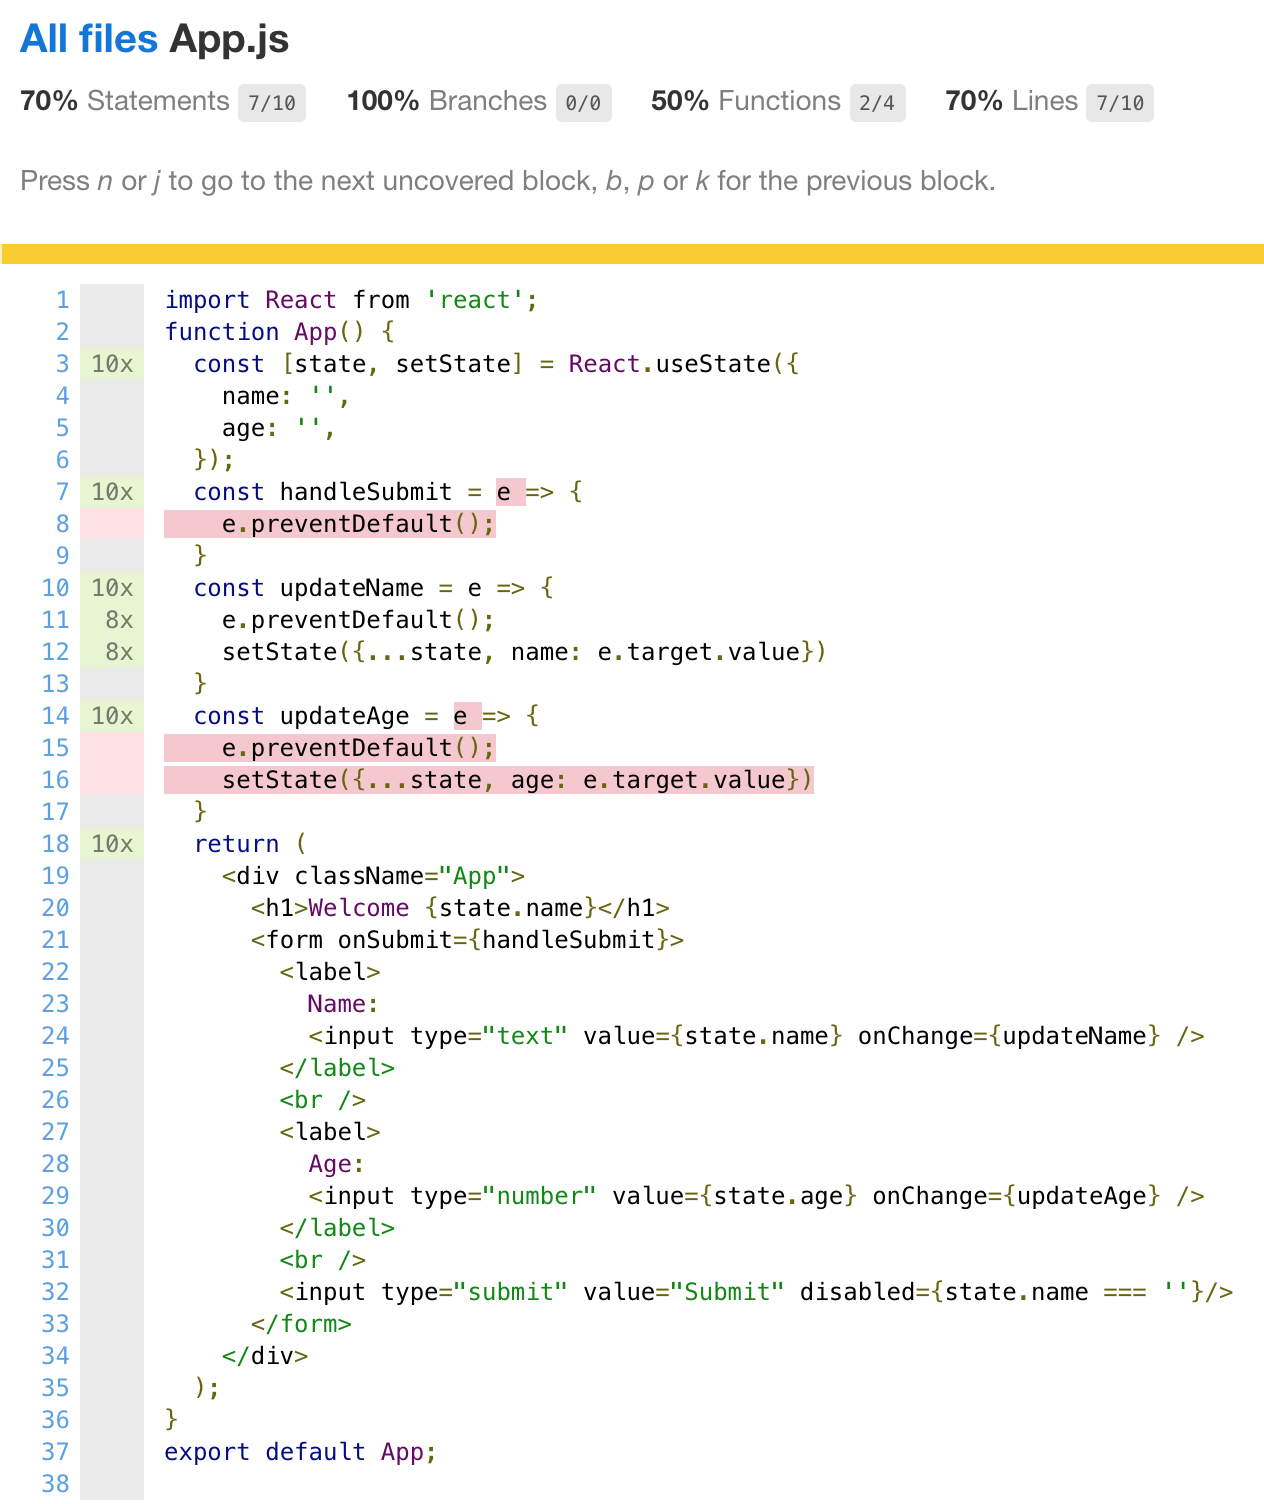 All files App.js
70% Statements 7/10 100% Branches 0/0 50% Functions 2/4 70% Lines 7/10
Press n or j to go to the next uncovered block, b, p or k for the previous block.
1 import React from 'react';
2 function App() {
3 10x   const [state, setState] = React.useState({
4     name: '',
5     age: '',
6   });
7 10x   const handleSubmit = e => {
8     e.preventDefault();
9   }
10 10x   const updateName = e => {
11 8x     e.preventDefault();
12 8x     setState({...state, name: e.target.value})
13   }
14 10x   const updateAge = e => {
15     e.preventDefault();
16     setState({...state, age: e.target.value})
17   }
18 10x   return (
19     <div className="App">
20       <h1>Welcome {state.name}</h1>
21       <form onSubmit={handleSubmit}>
22         <label>
23           Name:
24           <input type="text" value={state.name} onChange={updateName} />
25         </label>
26         <br />
27         <label>
28           Age:
29           <input type="number" value={state.age} onChange={updateAge} />
30         </label>
31         <br />
32         <input type="submit" value="Submit" disabled={state.name === ''}/>
33       </form>
34     </div>
35   );
36 }
37 export default App;
38